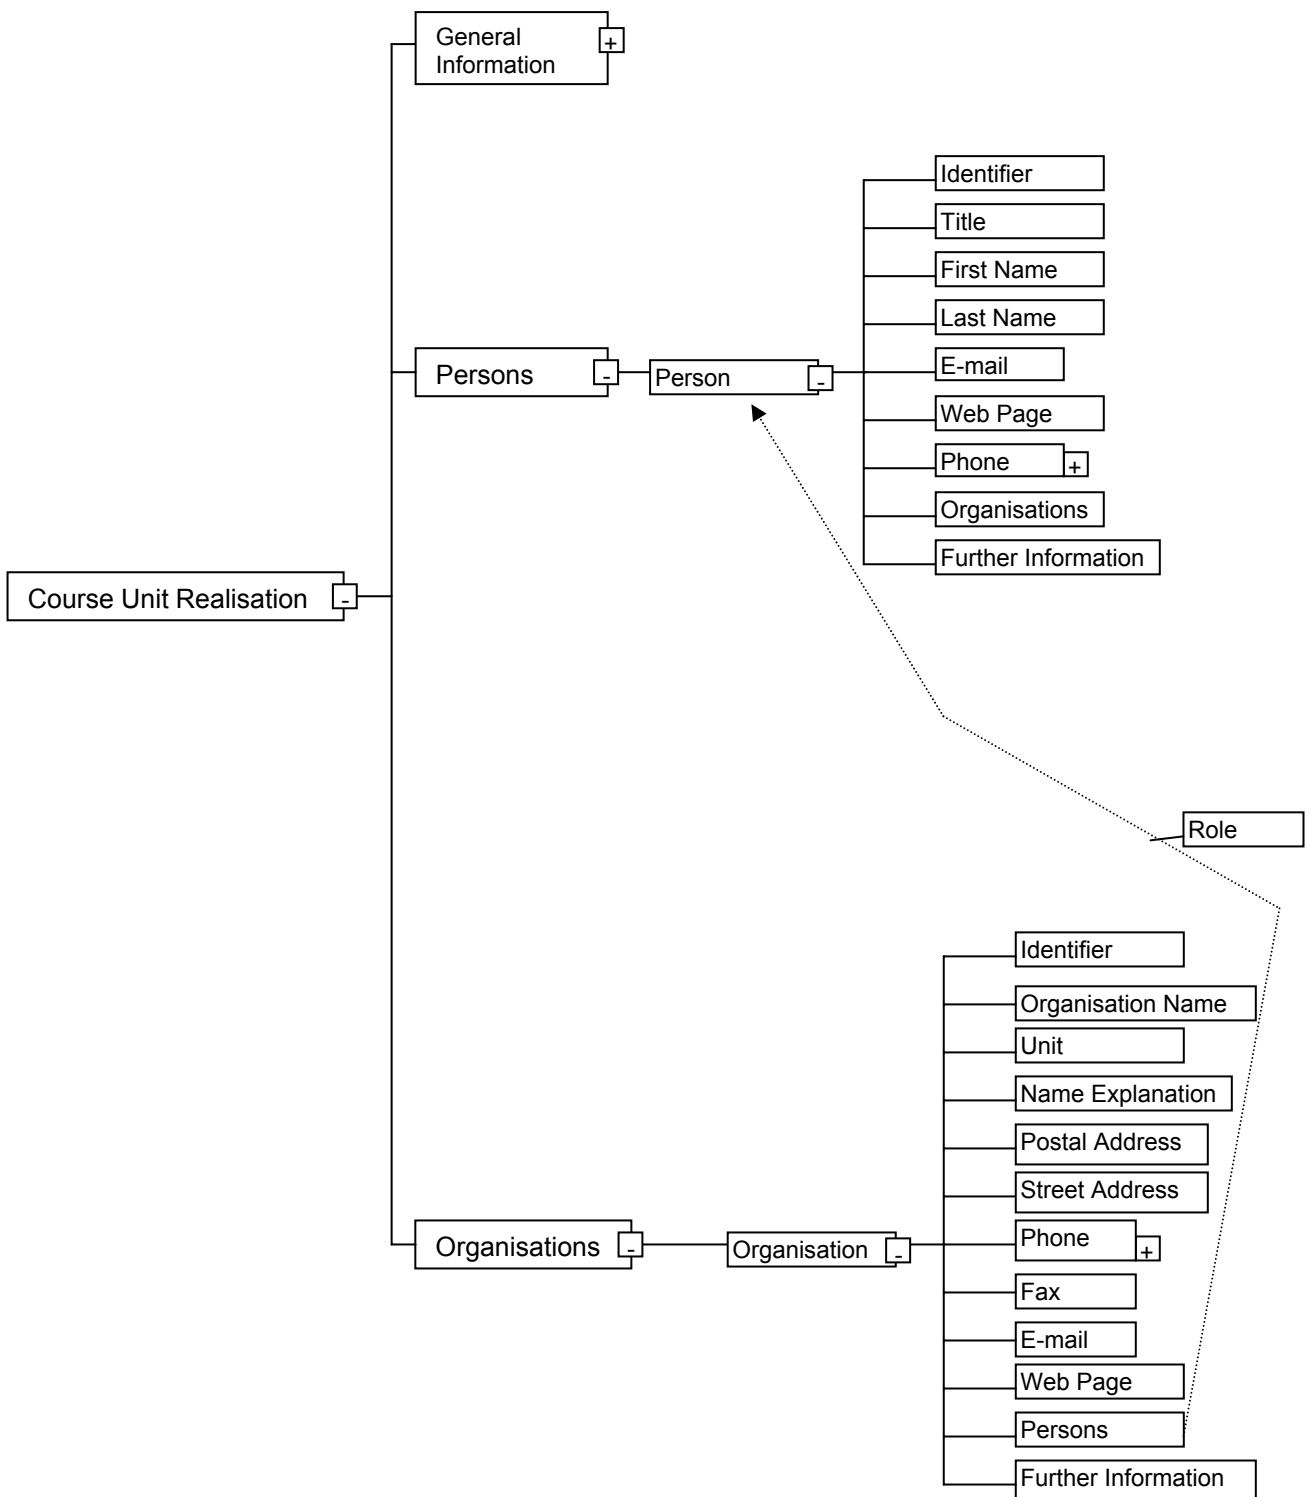 General
Information
+
Identifier
Title
First Name
Last Name
Persons
-
Person
-
E-mail
Web Page
Phone
+
Organisations
Further Information
Course Unit Realisation
-
Role
Identifier
Organisation Name
Unit
Name Explanation
Postal Address
Street Address
Organisations
-
Organisation
-
Phone
+
Fax
E-mail
Web Page
Persons
Further Information